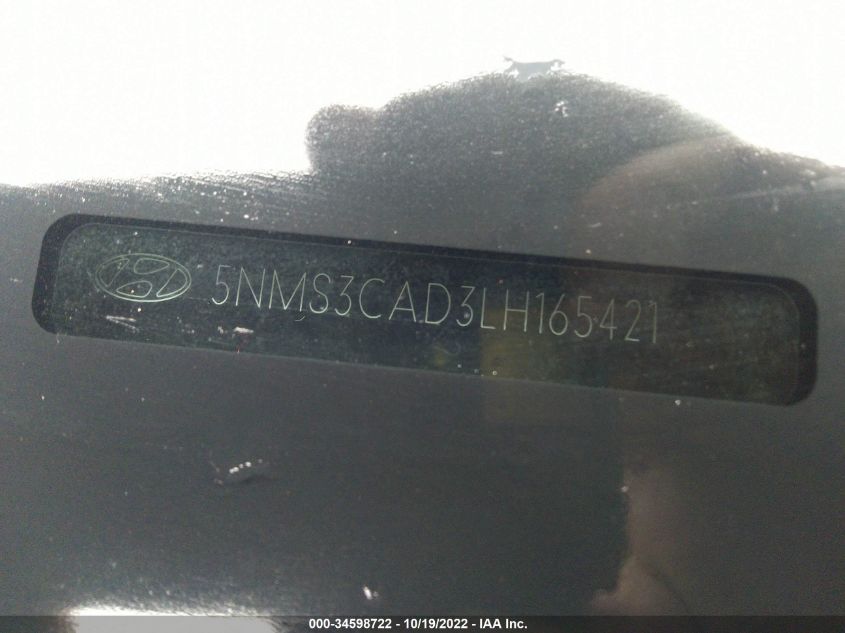 5NMS3CAD3LH165421
000-34598722 - 10/19/2022 - IAA Inc.